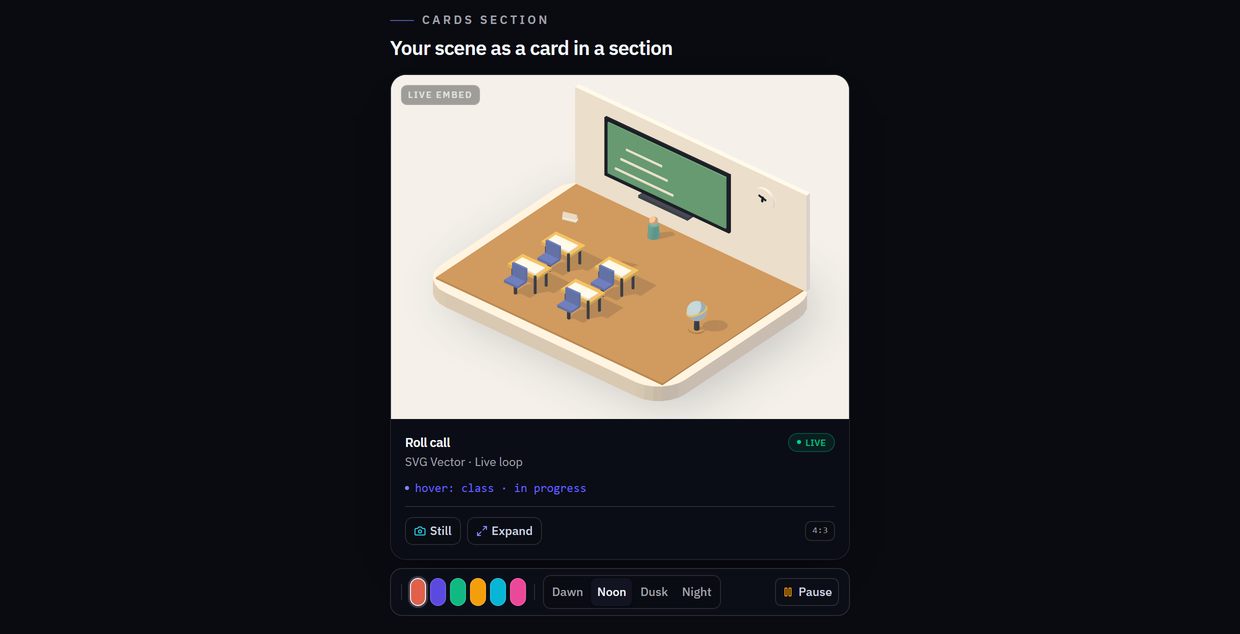 CARDS SECTION
Your scene as a card in a section
LIVE EMBED
Roll call
LIVE
SVG Vector · Live loop
hover: class · in progress
Still
Expand
4:3
Dawn
Noon
Dusk
Night
Pause